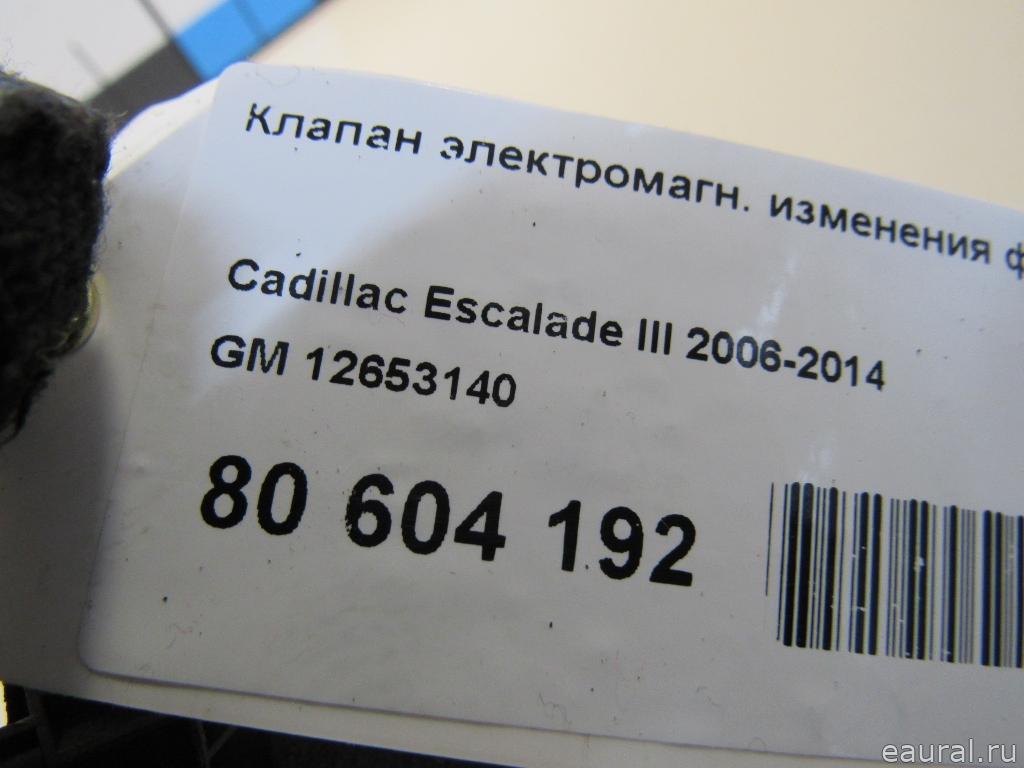 Клапан электромагн. изменения
Cadillac Escalade III 2006-2014
GM 12653140
80 604 192
eaural.ru